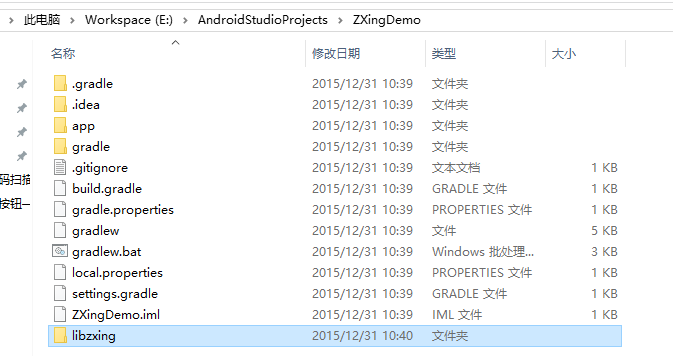 此电脑 Workspace (E:) AndroidStudioProjects ZXingDemo
名称 修改日期 类型 大小
.gradle 2015/12/31 10:39 文件夹
.idea 2015/12/31 10:39 文件夹
app 2015/12/31 10:39 文件夹
gradle 2015/12/31 10:39 文件夹
.gitignore 2015/12/31 10:39 文本文档 1 KB
码扫描
build.gradle 2015/12/31 10:39 GRADLE 文件 1 KB
按钮一
gradle.properties 2015/12/31 10:39 PROPERTIES 文件 1 KB
gradlew 2015/12/31 10:39 文件 5 KB
gradlew.bat 2015/12/31 10:39 Windows 批处理... 3 KB
local.properties 2015/12/31 10:39 PROPERTIES 文件 1 KB
settings.gradle 2015/12/31 10:39 GRADLE 文件 1 KB
ZXingDemo.iml 2015/12/31 10:39 IML 文件 1 KB
libzxing 2015/12/31 10:40 文件夹